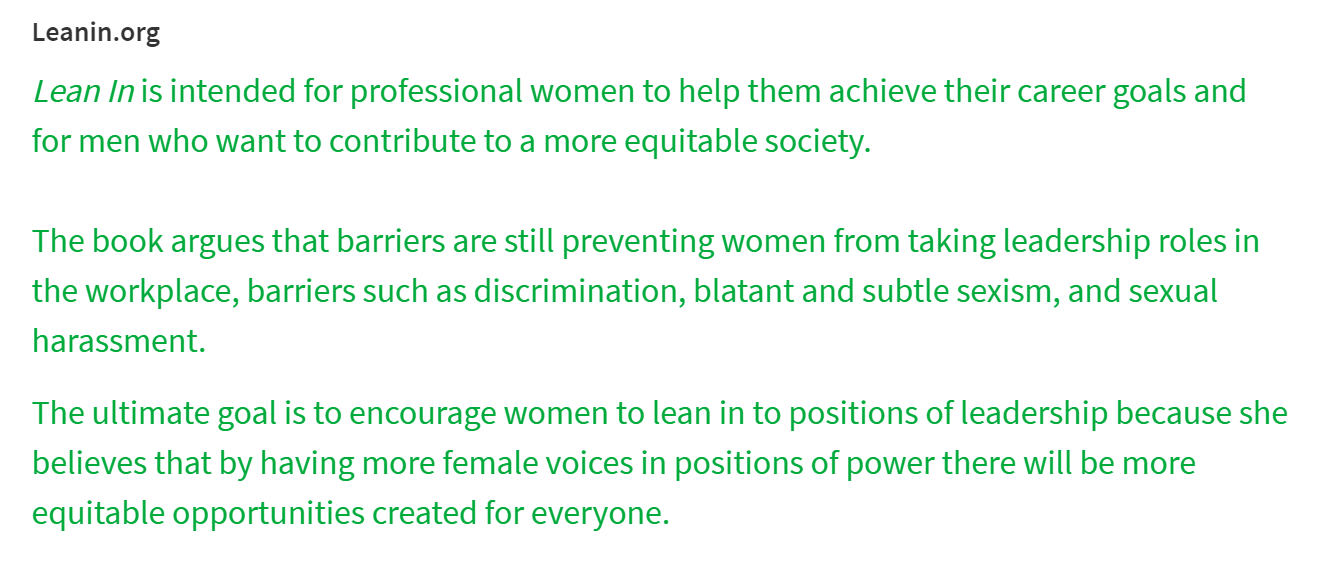 Leanin.org
Lean In is intended for professional women to help them achieve their career goals and
for men who want to contribute to a more equitable society.
The book argues that barriers are still preventing women from taking leadership roles in
the workplace, barriers such as discrimination, blatant and subtle sexism, and sexual
harassment.
The ultimate goal is to encourage women to lean in to positions of leadership because she
believes that by having more female voices in positions of power there will be more
equitable opportunities created for everyone.